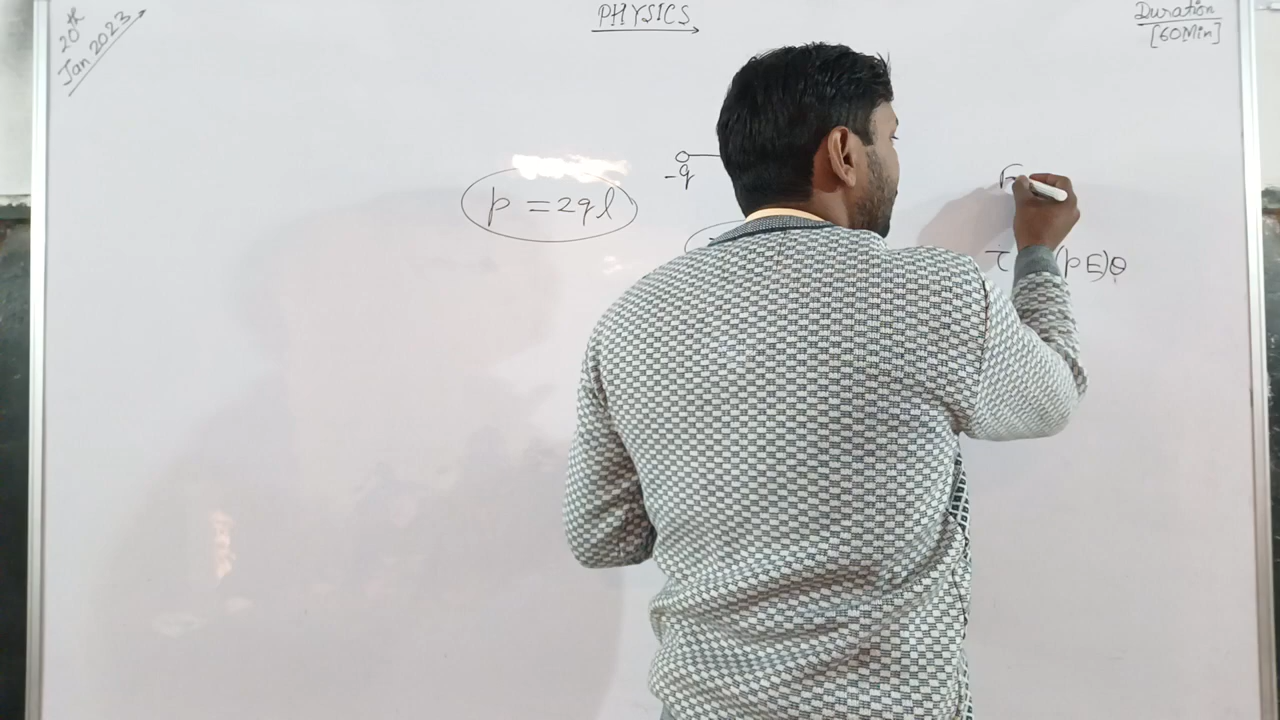 20th
Jan 2023
PHYSICS
Duration
[60Min]
-q
p = 2ql
F
τ (pE)θ